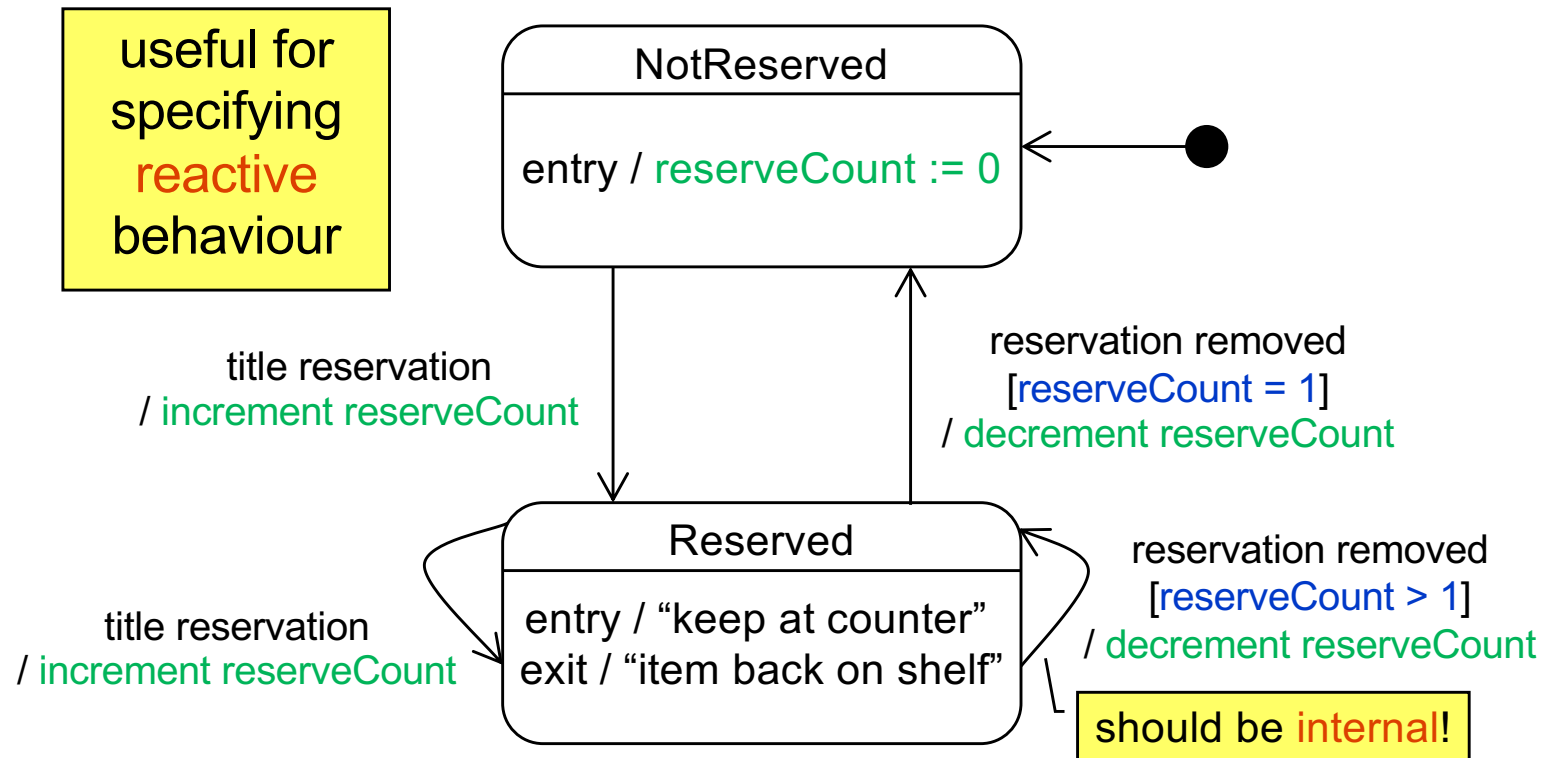 useful for
specifying
reactive
behaviour
NotReserved
entry / reserveCount := 0
title reservation
/ increment reserveCount
reservation removed
[reserveCount = 1]
/ decrement reserveCount
Reserved
entry / “keep at counter”
exit / “item back on shelf”
title reservation
/ increment reserveCount
reservation removed
[reserveCount > 1]
/ decrement reserveCount
should be internal!